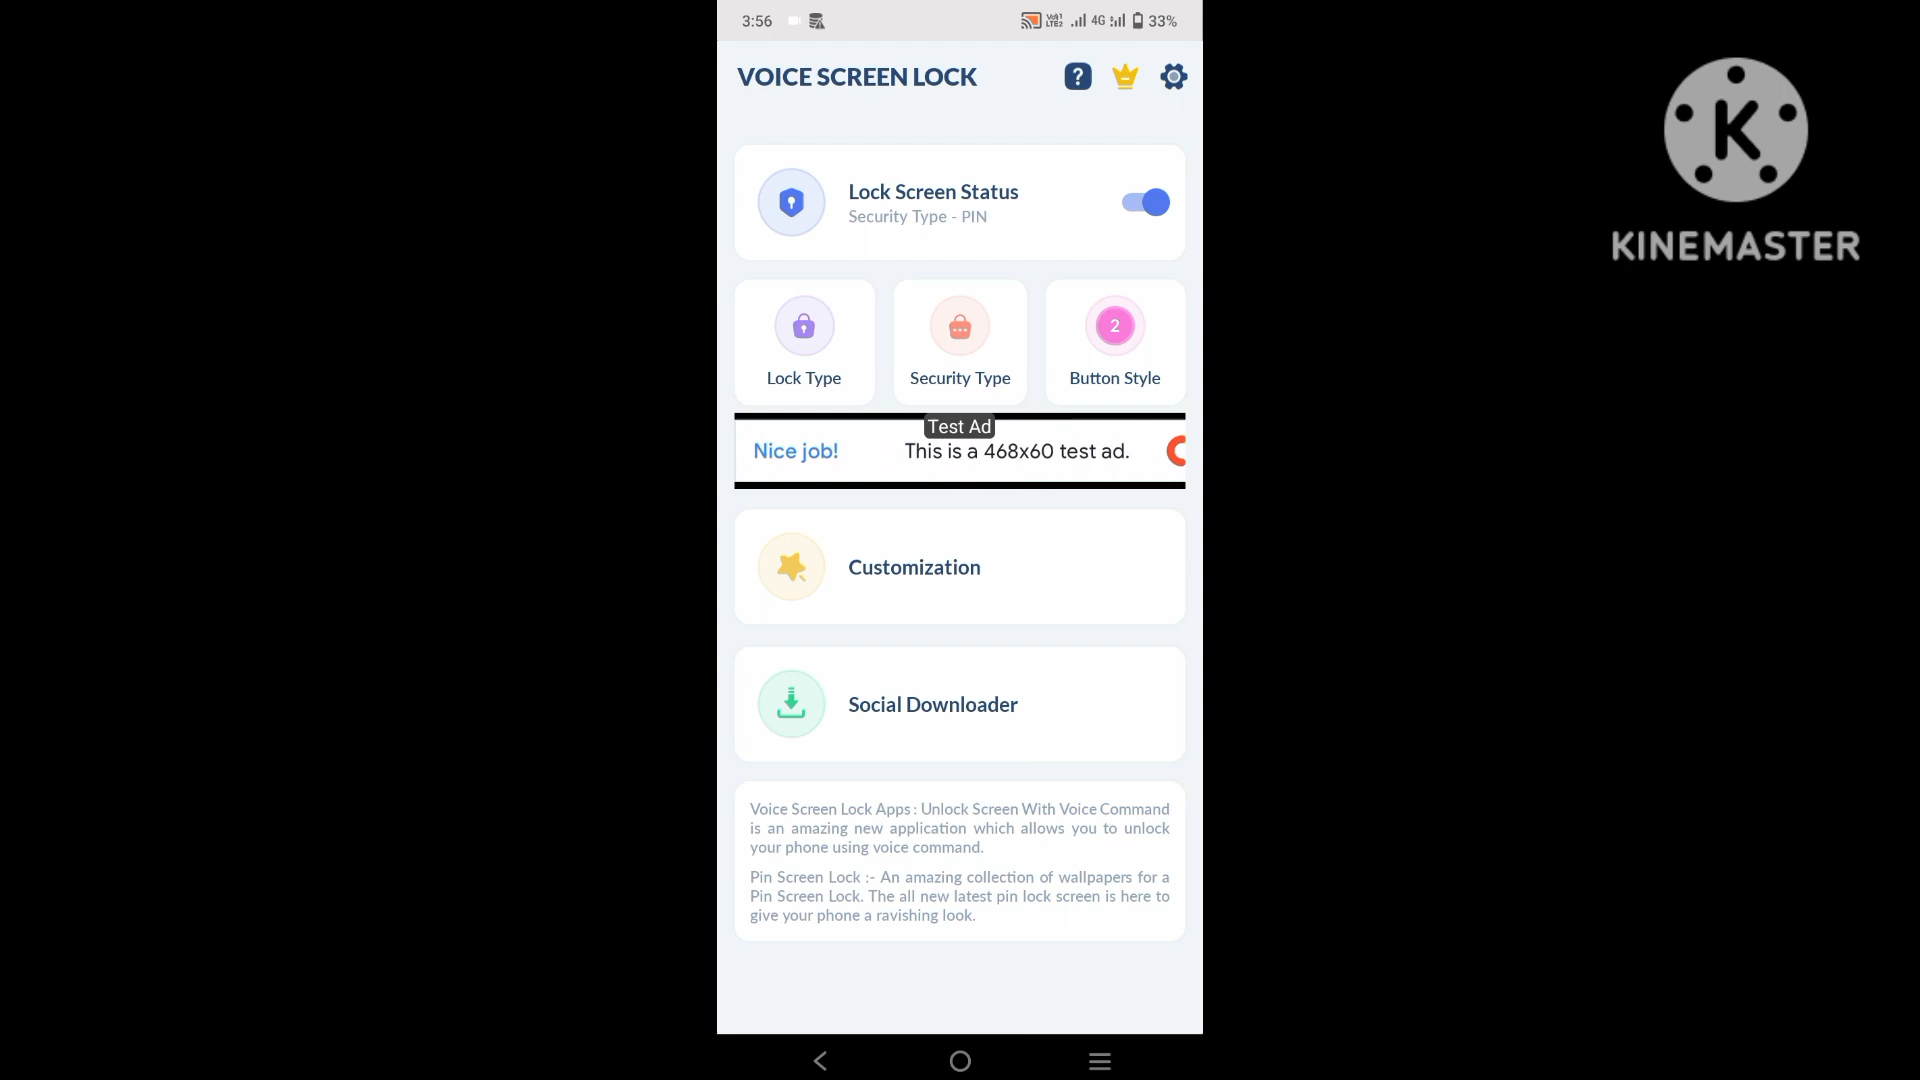 3:56
4G
33%
VOICE SCREEN LOCK
?
K
KINEMASTER
Lock Screen Status
Security Type - PIN
2
Lock Type
Security Type
Button Style
Test Ad
Nice job!
This is a 468x60 test ad.
Customization
Social Downloader
Voice Screen Lock Apps : Unlock Screen With Voice Command
is an amazing new application which allows you to unlock
your phone using voice command.
Pin Screen Lock :- An amazing collection of wallpapers for a
Pin Screen Lock. The all new latest pin lock screen is here to
give your phone a ravishing look.